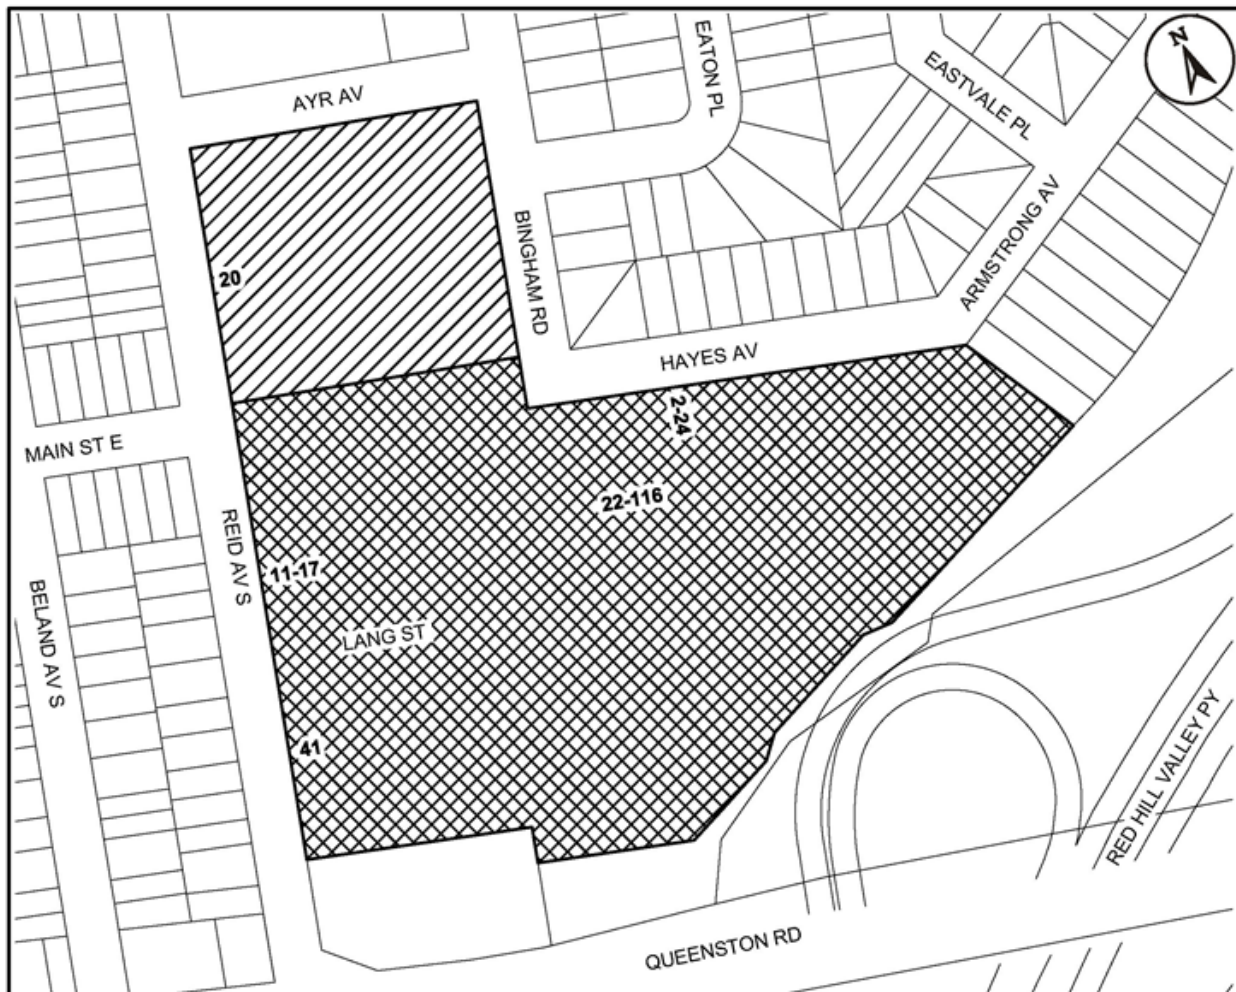 N
EATON PL
EASTVALE PL
AYR AV
BINGHAM RD
ARMSTRONG AV
20
HAYES AV
2-24
MAIN ST E
22-116
REID AV S
11-17
LANG ST
BELAND AV S
41
RED HILL VALLEY PY
QUEENSTON RD